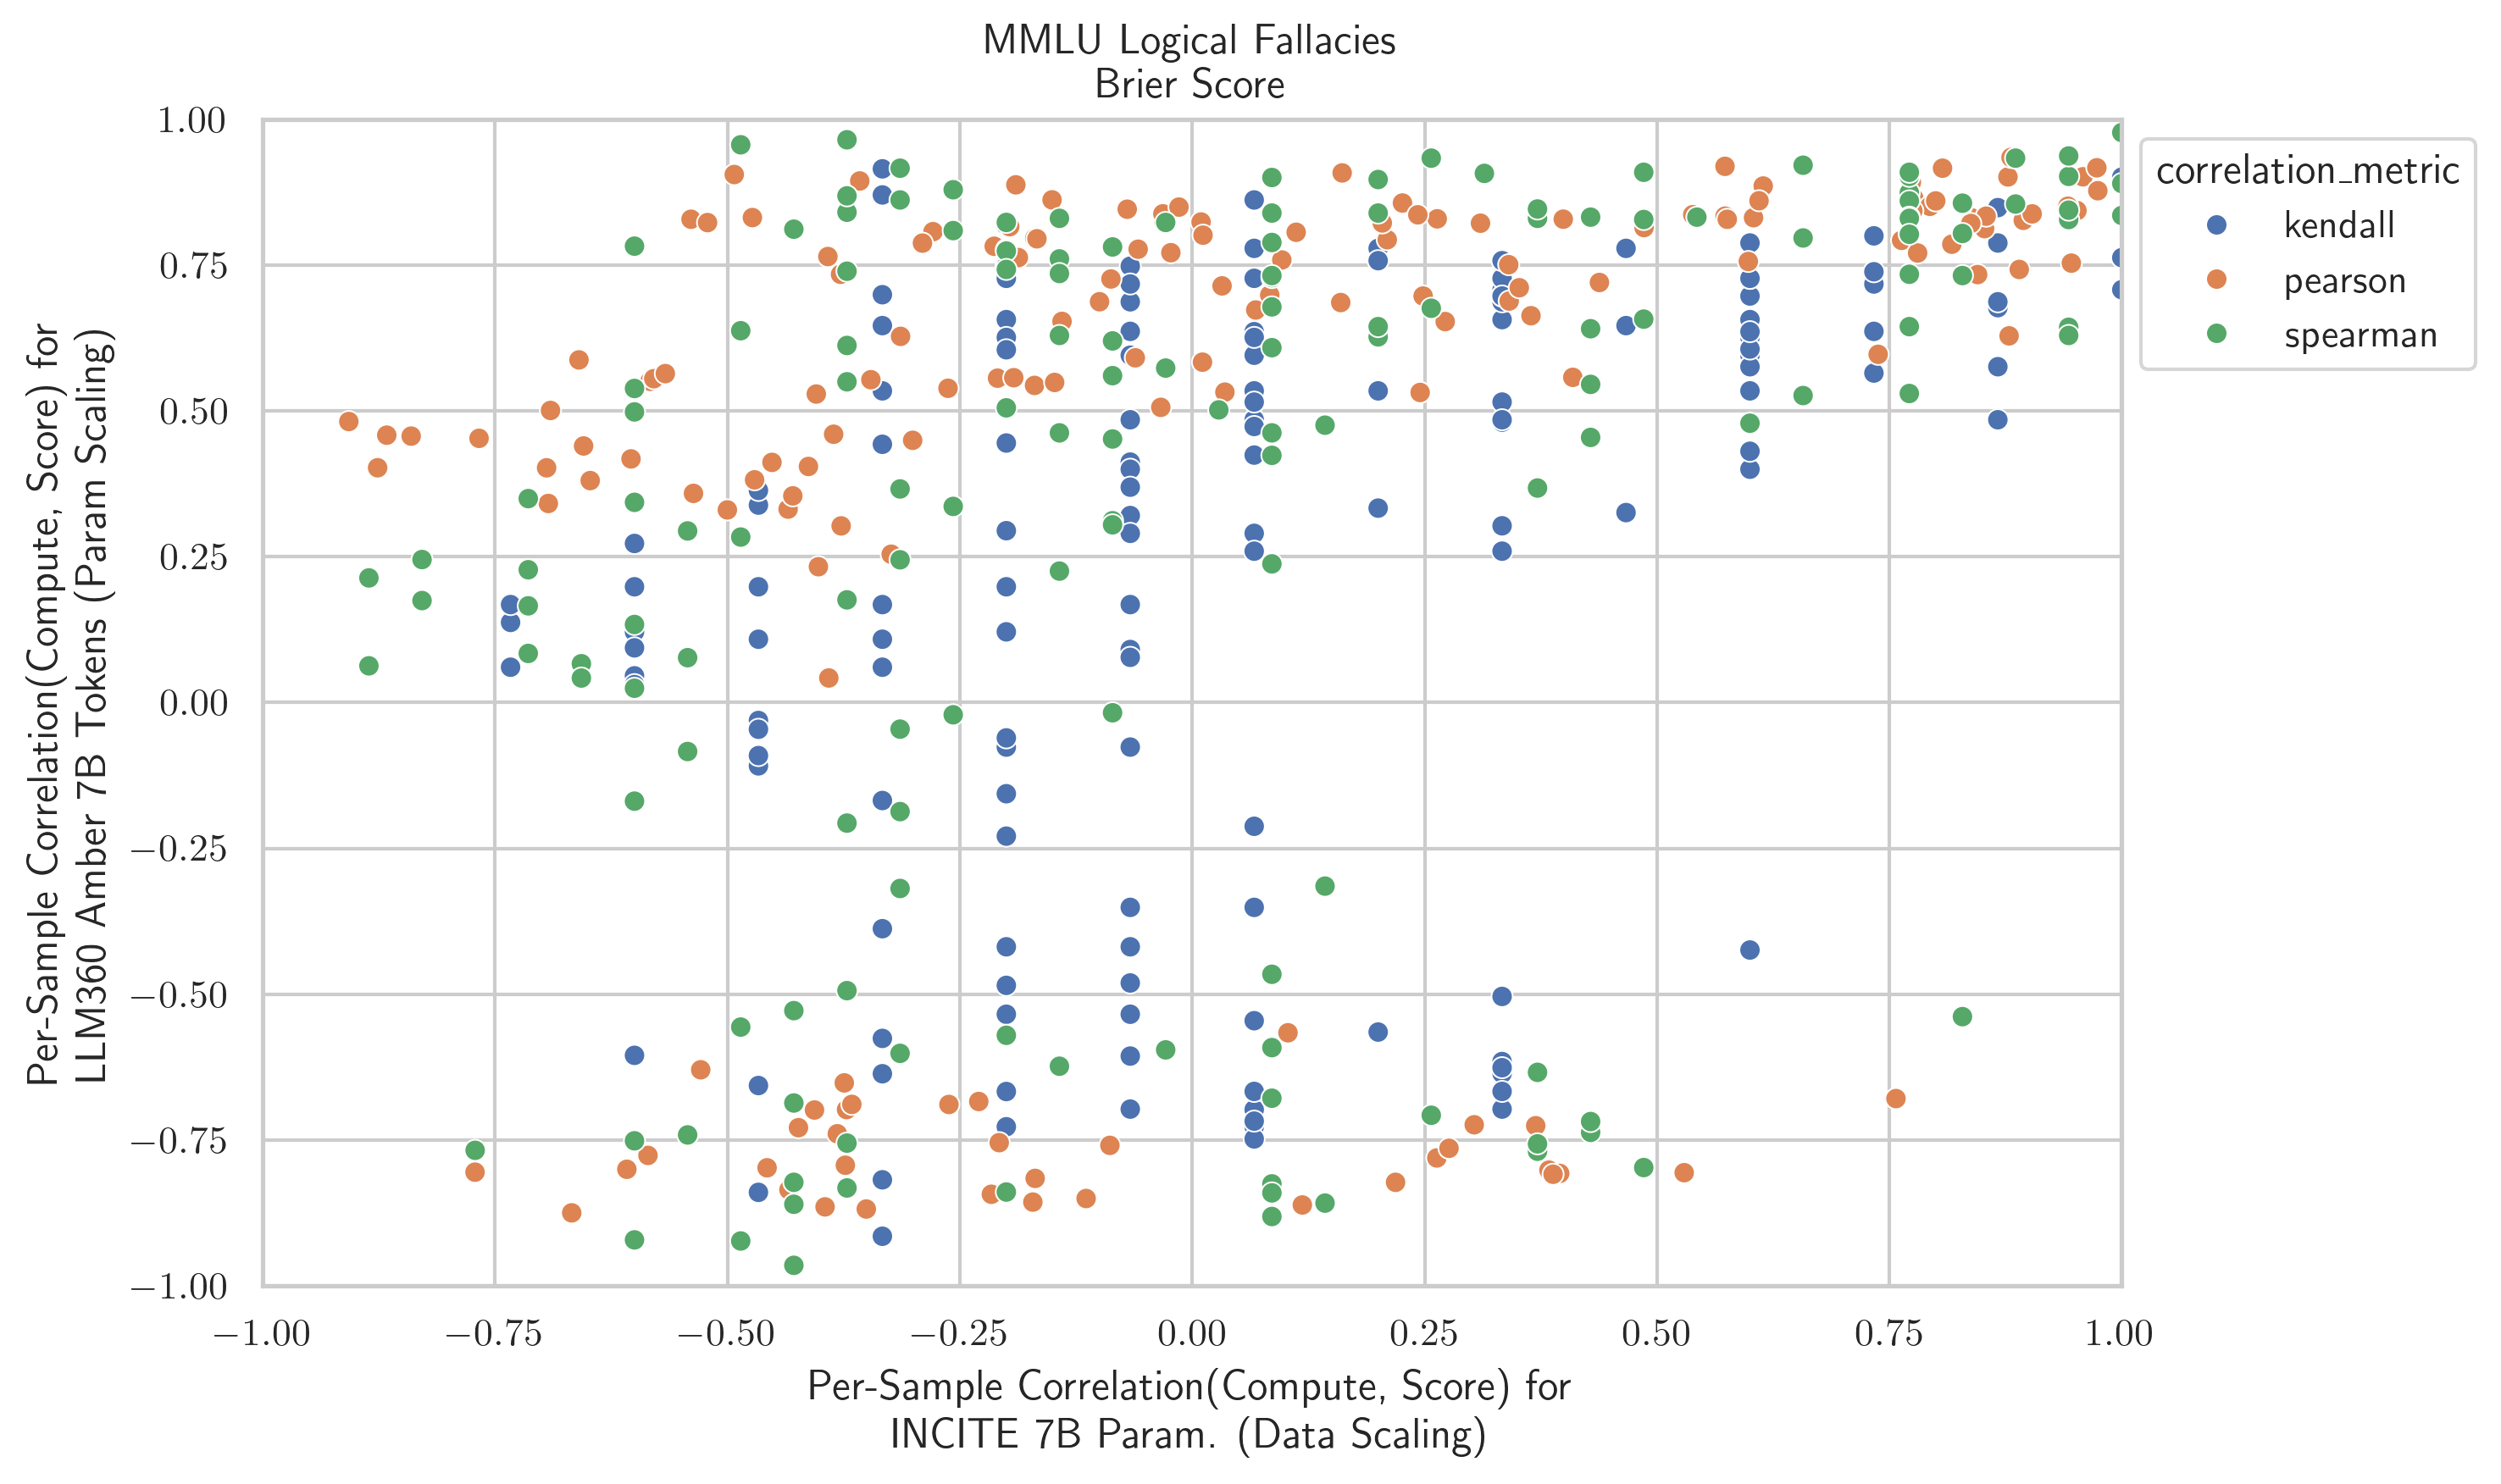 MMLU Logical Fallacies
Brier Score
Per-Sample Correlation(Compute, Score) for
LLM360 Amber 7B Tokens (Param Scaling)
1.00
0.75
0.50
0.25
0.00
−0.25
−0.50
−0.75
−1.00
correlation_metric
kendall
pearson
spearman
−1.00 −0.75 −0.50 −0.25 0.00 0.25 0.50 0.75 1.00
Per-Sample Correlation(Compute, Score) for
INCITE 7B Param. (Data Scaling)